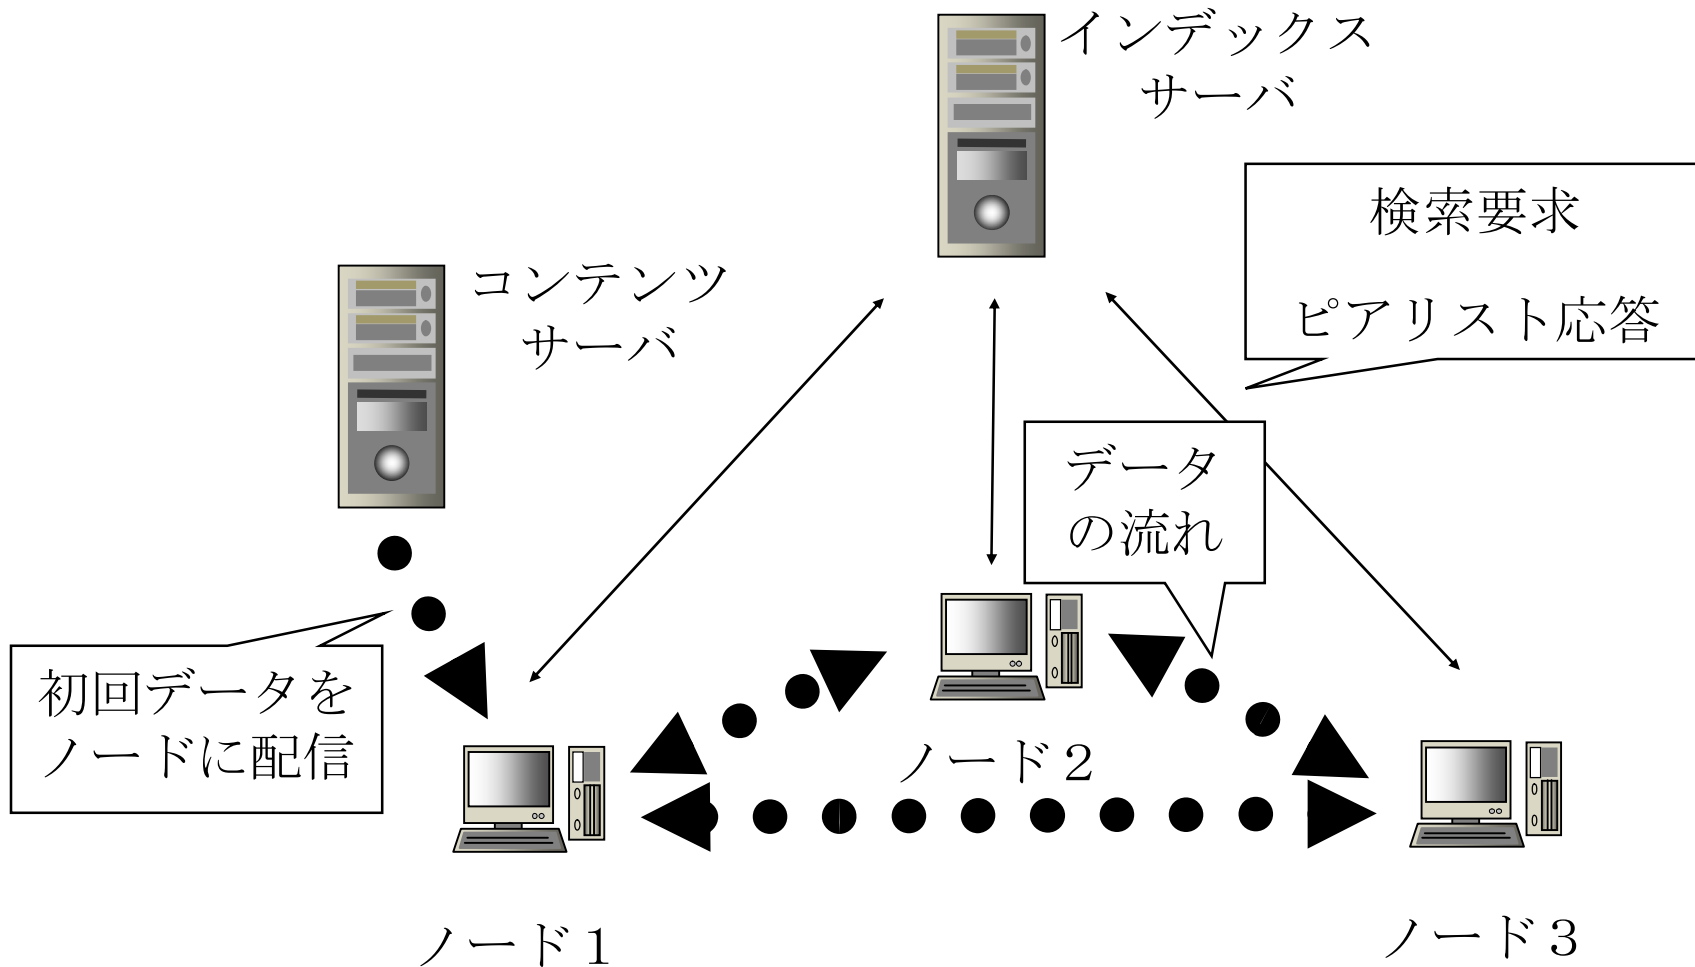 インデックス
サーバ
検索要求
ピアリスト応答
コンテンツ
サーバ
データ
の流れ
初回データを
ノードに配信
ノード２
ノード１
ノード３